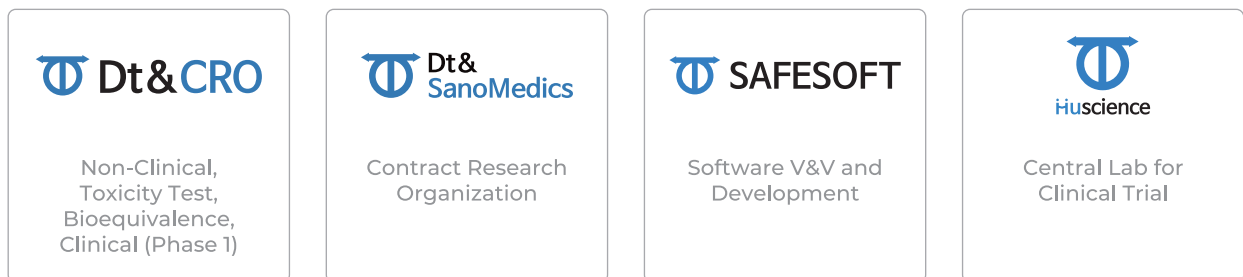 Dt&CRO
Non-Clinical,
Toxicity Test,
Bioequivalence,
Clinical (Phase 1)
Dt&
SanoMedics
Contract Research
Organization
SAFESOFT
Software V&V and
Development
Huscience
Central Lab for
Clinical Trial